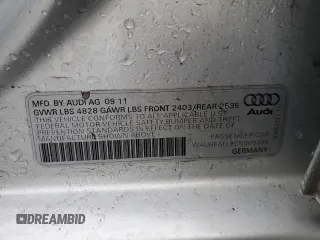 MFD. BY AUDI AG 09 11
GVWR LBS 4828 GAWR LBS FRONT 2403/REAR 2535
THIS VEHICLE CONFORMS TO ALL APPLICABLE U.S.
FEDERAL MOTOR VEHICLE SAFETY BUMPER AND THEFT
PREVENTION STANDARDS IN EFFECT ON THE DATE OF
MANUFACTURE SHOWN ABOVE.
Audi
PASSENGER CAR
GERMANY
DREAMBID